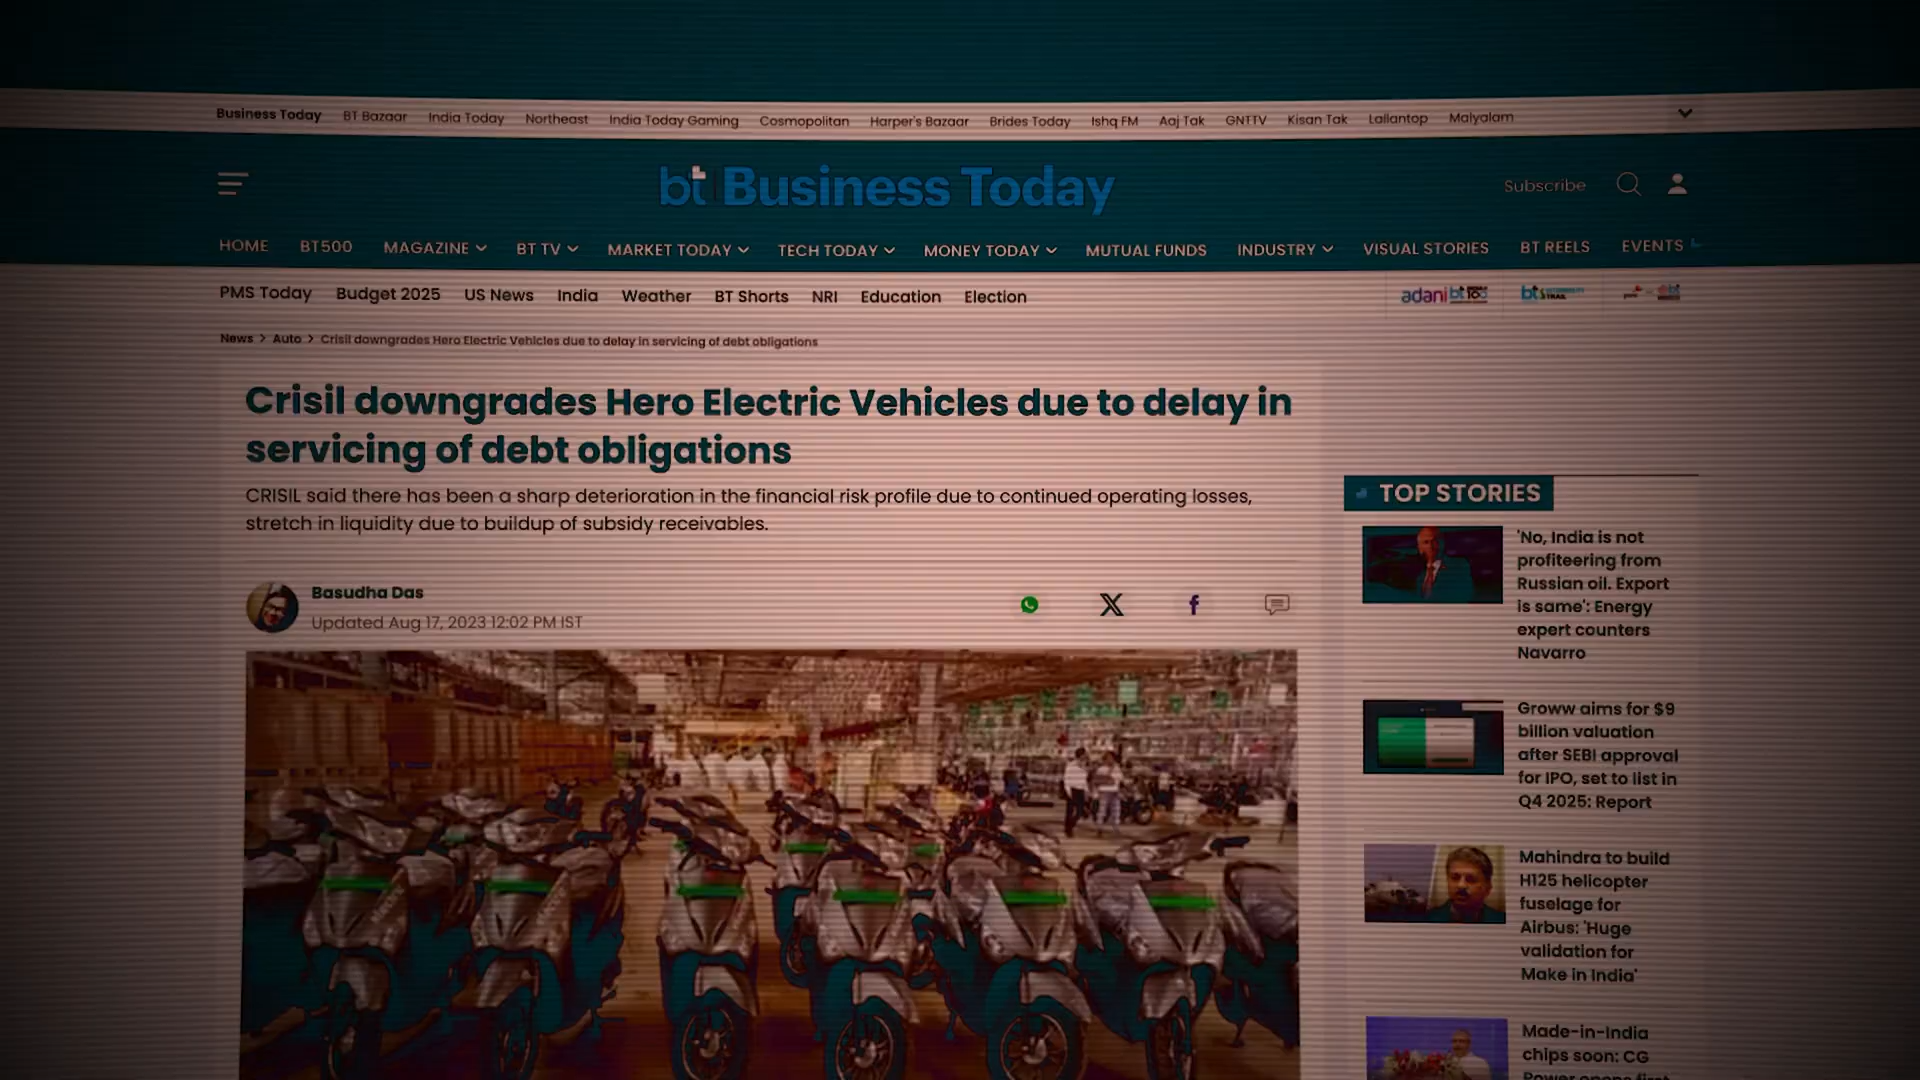 Business Today BT Bazaar India Today Northeast India Today Gaming Cosmopolitan Harper's Bazaar Brides Today Ishq FM Aaj Tak GNTTV Kisan Tak Lallantop Malyalam
bt Business Today
Subscribe
HOME BT500 MAGAZINE BT TV MARKET TODAY TECH TODAY MONEY TODAY MUTUAL FUNDS INDUSTRY VISUAL STORIES BT REELS EVENTS
PMS Today Budget 2025 US News India Weather BT Shorts NRI Education Election
adani bt
News > Auto > Crisil downgrades Hero Electric Vehicles due to delay in servicing of debt obligations
Crisil downgrades Hero Electric Vehicles due to delay in
servicing of debt obligations
CRISIL said there has been a sharp deterioration in the financial risk profile due to continued operating losses,
stretch in liquidity due to buildup of subsidy receivables.
Basudha Das
Updated Aug 17, 2023 12:02 PM IST
TOP STORIES
'No, India is not
profiteering from
Russian oil. Export
is same': Energy
expert counters
Navarro
Groww aims for $9
billion valuation
after SEBI approval
for IPO, set to list in
Q4 2025: Report
Mahindra to build
H125 helicopter
fuselage for
Airbus: 'Huge
validation for
Make in India'
Made-in-India
chips soon: CG
Power opens first